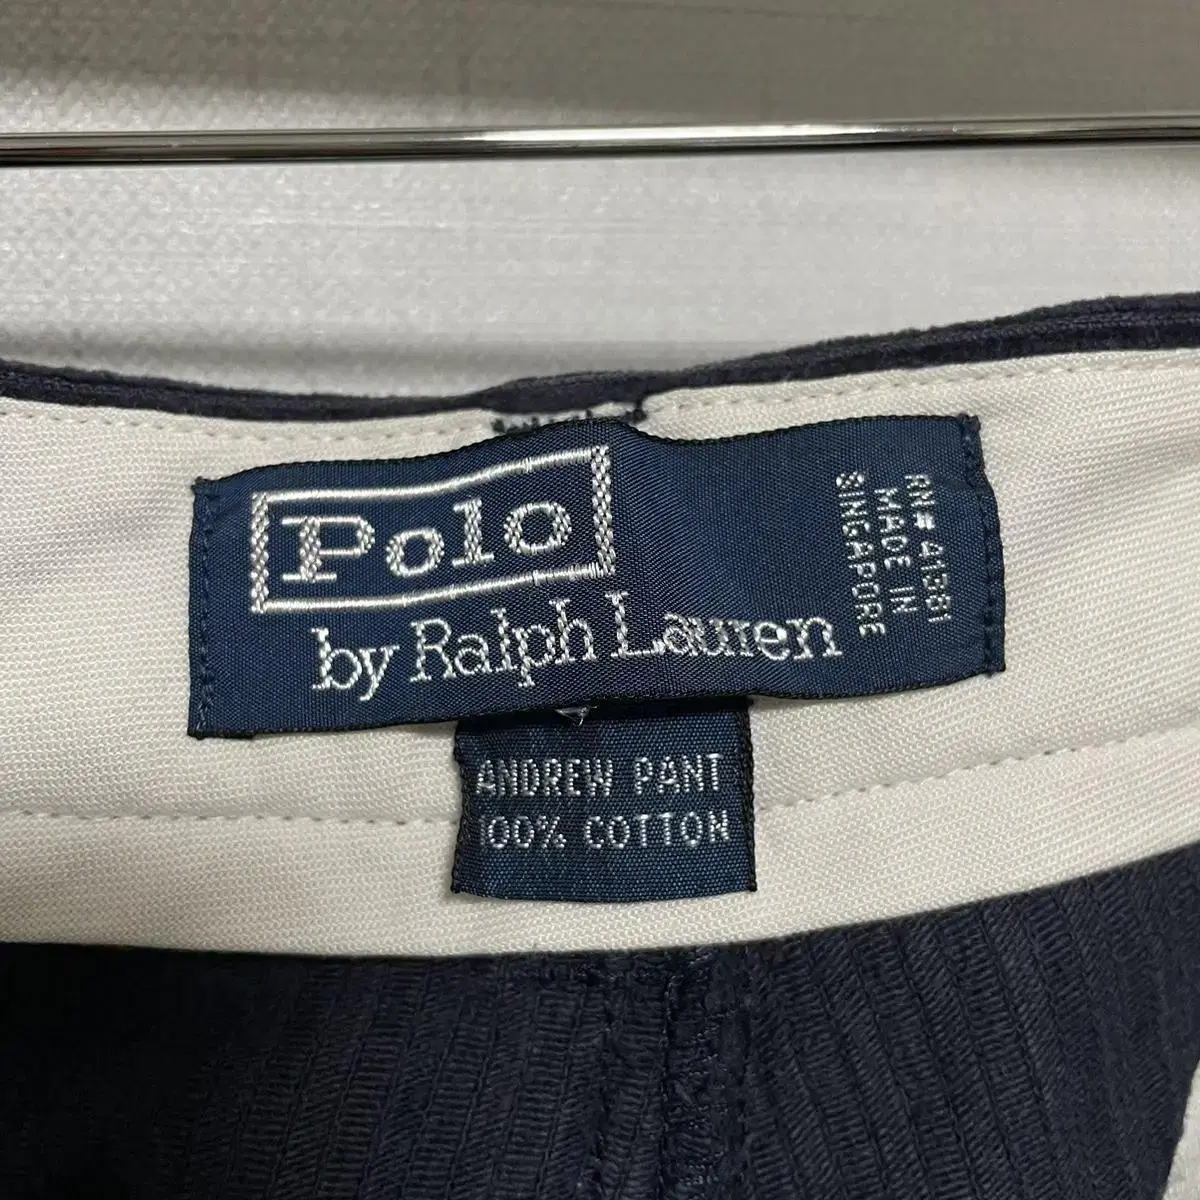 Polo
by Ralph Lauren
RN# 41381
MADE IN
SINGAPORE
ANDREW PANT
100% COTTON